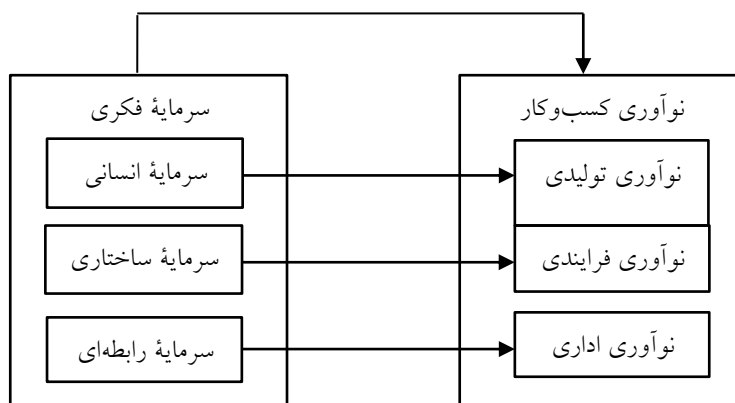 سرمایهٔ فکری
نوآوری کسب‌وکار
سرمایهٔ انسانی
نوآوری تولیدی
سرمایهٔ ساختاری
نوآوری فرایندی
سرمایهٔ رابطه‌ای
نوآوری اداری